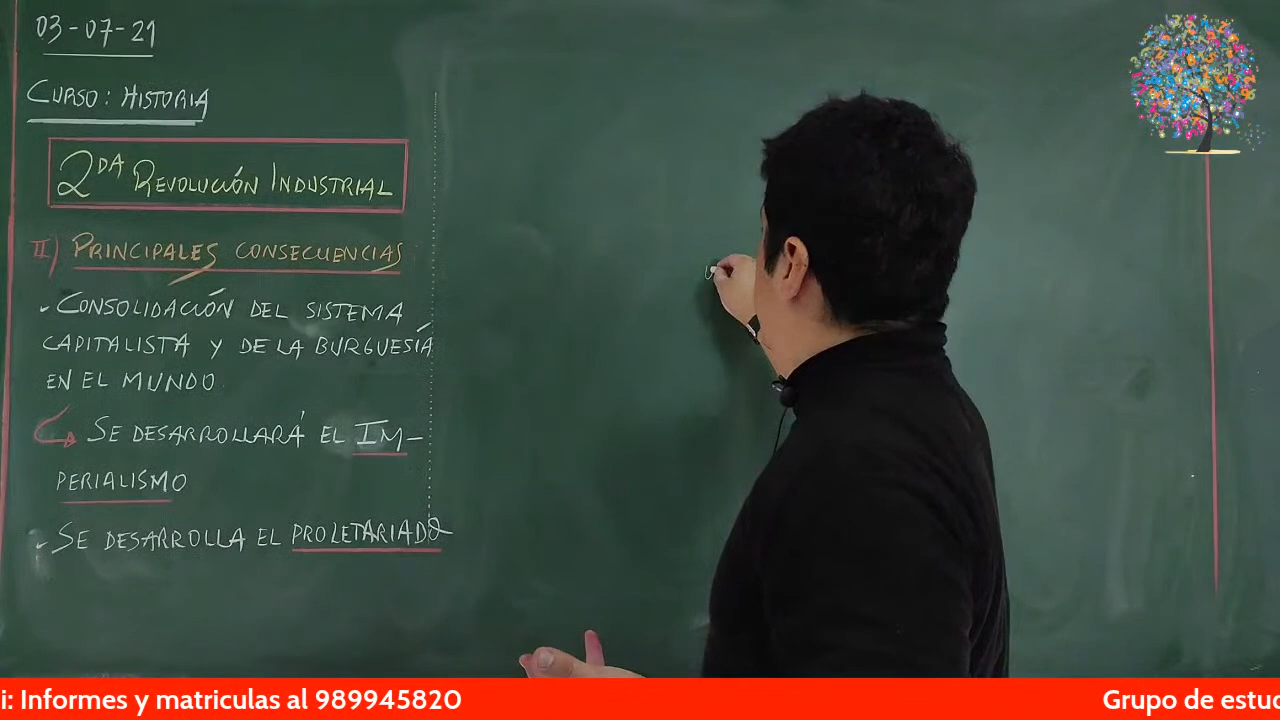 03-07-21
CURSO: HISTORIA
2DA REVOLUCIÓN INDUSTRIAL
II) PRINCIPALES CONSECUENCIAS
- CONSOLIDACIÓN DEL SISTEMA
CAPITALISTA Y DE LA BURGUESÍA
EN EL MUNDO.
SE DESARROLLARÁ EL IM-
PERIALISMO
- SE DESARROLLA EL PROLETARIADO
i: Informes y matriculas al 989945820
Grupo de estud